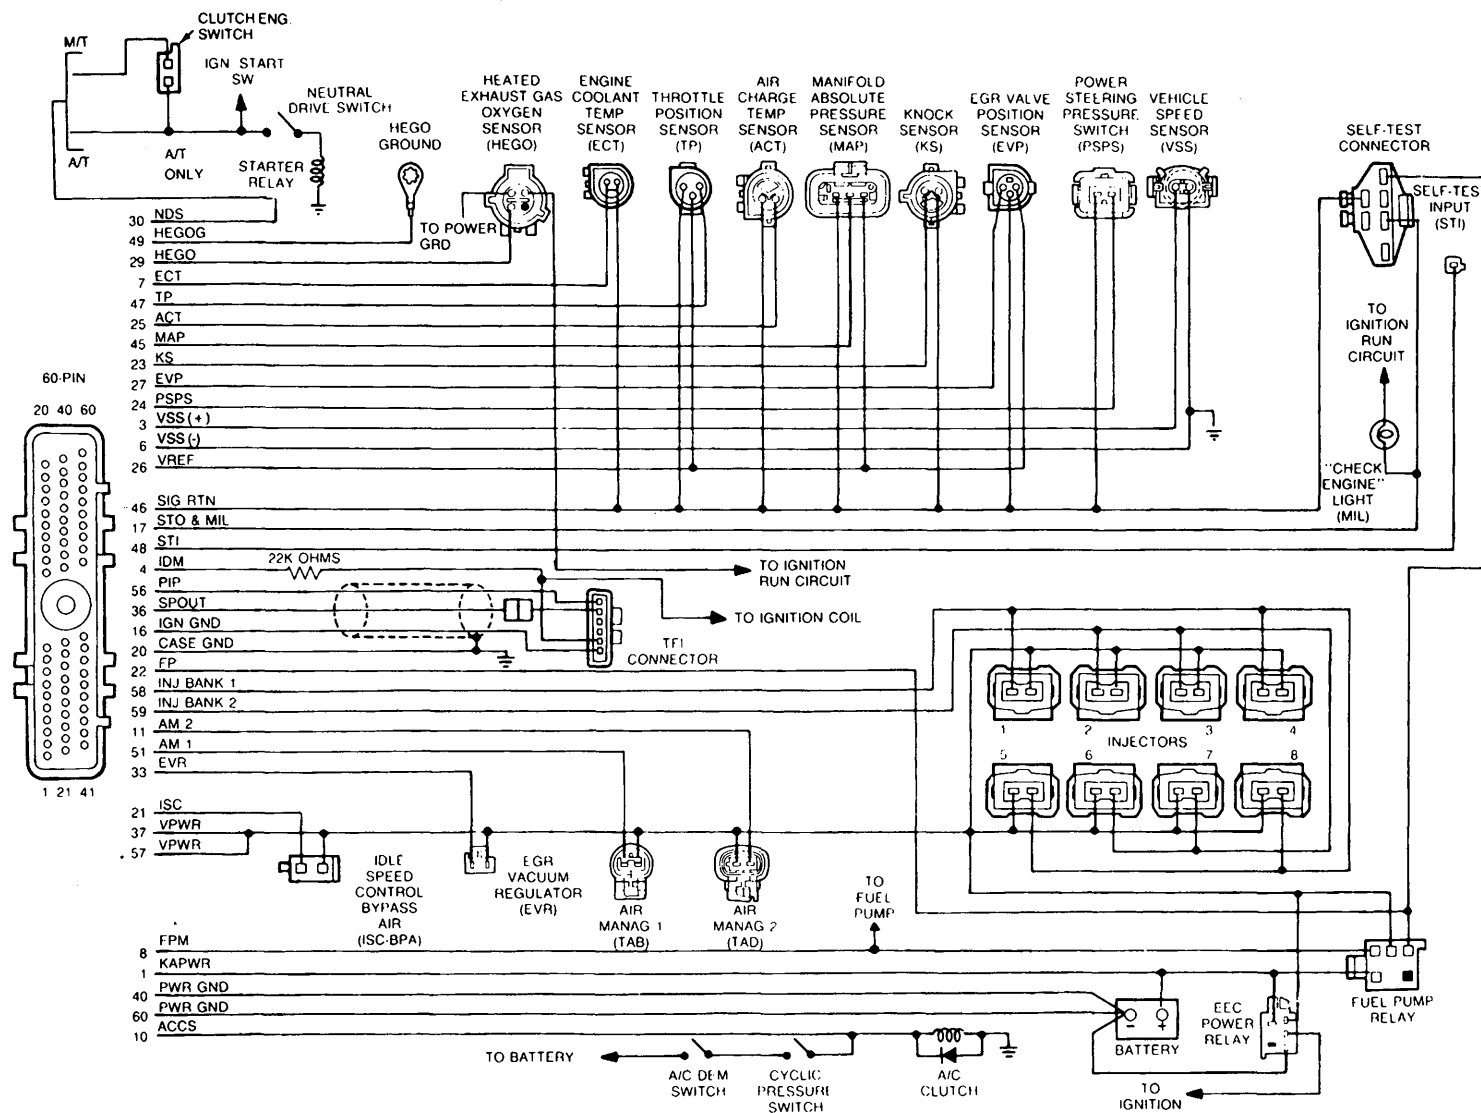 CLUTCH ENG.
SWITCH
M/T
IGN START
SW
NEUTRAL
DRIVE SWITCH
A/T
A/T
ONLY
STARTER
RELAY
HEGO
GROUND
HEATED
EXHAUST GAS
OXYGEN
SENSOR
(HEGO)
ENGINE
COOLANT
TEMP
SENSOR
(ECT)
THROTTLE
POSITION
SENSOR
(TP)
AIR
CHARGE
TEMP
SENSOR
(ACT)
MANIFOLD
ABSOLUTE
PRESSURE
SENSOR
(MAP)
KNOCK
SENSOR
(KS)
EGR VALVE
POSITION
SENSOR
(EVP)
POWER
STEERING
PRESSURE
SWITCH
(PSPS)
VEHICLE
SPEED
SENSOR
(VSS)
SELF-TEST
CONNECTOR
SELF-TES
INPUT
(STI)
TO POWER
GRD
30 NDS
49 HEGOG
29 HEGO
7 ECT
47 TP
25 ACT
45 MAP
23 KS
27 EVP
24 PSPS
3 VSS (+)
6 VSS (-)
26 VREF
46 SIG RTN
17 STO & MIL
48 STI
4 IDM
22K OHMS
56 PIP
36 SPOUT
16 IGN GND
20 CASE GND
22 FP
58 INJ BANK 1
59 INJ BANK 2
11 AM 2
51 AM 1
33 EVR
21 ISC
37 VPWR
57 VPWR
8 FPM
1 KAPWR
40 PWR GND
60 PWR GND
10 ACCS
60-PIN
20 40 60
1 21 41
TO
IGNITION
RUN
CIRCUIT
"CHECK
ENGINE"
LIGHT
(MIL)
TO IGNITION
RUN CIRCUIT
TO IGNITION COIL
TFI
CONNECTOR
1 2 3 4
INJECTORS
5 6 7 8
IDLE
SPEED
CONTROL
BYPASS
AIR
(ISC-BPA)
EGR
VACUUM
REGULATOR
(EVR)
AIR
MANAG 1
(TAB)
AIR
MANAG 2
(TAD)
TO
FUEL
PUMP
FUEL PUMP
RELAY
EEC
POWER
RELAY
- +
BATTERY
TO
IGNITION
TO BATTERY
A/C DEM
SWITCH
CYCLIC
PRESSURE
SWITCH
A/C
CLUTCH